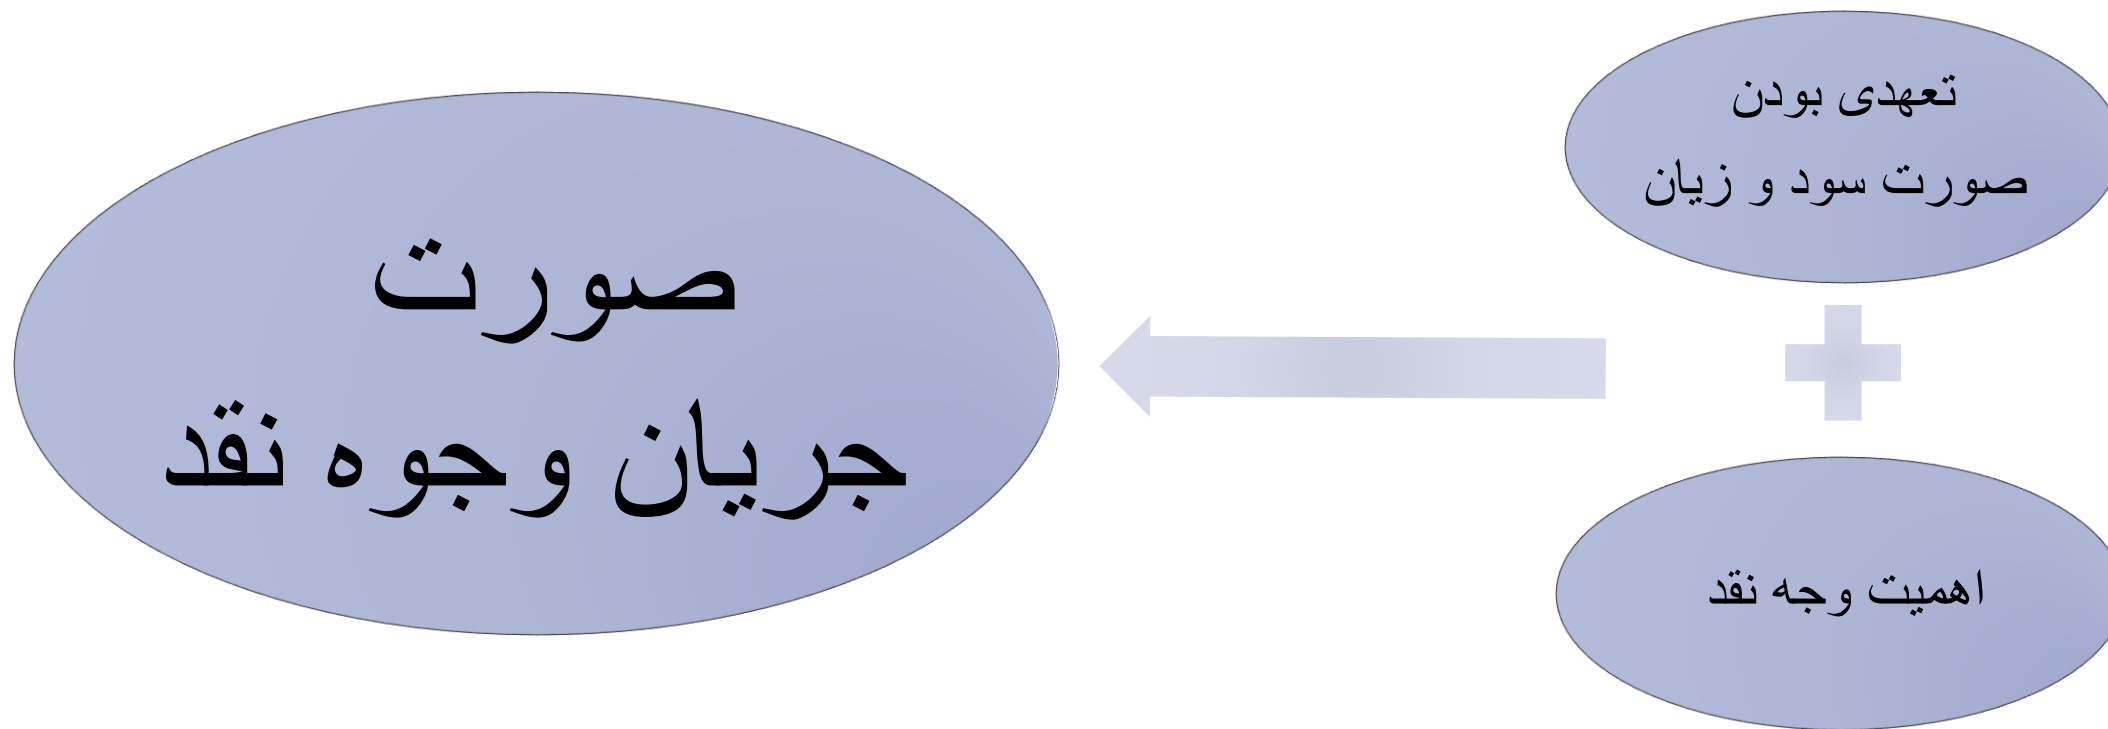 تعهدی بودن
صورت سود و زیان
اهمیت وجه نقد
صورت
جریان وجوه نقد